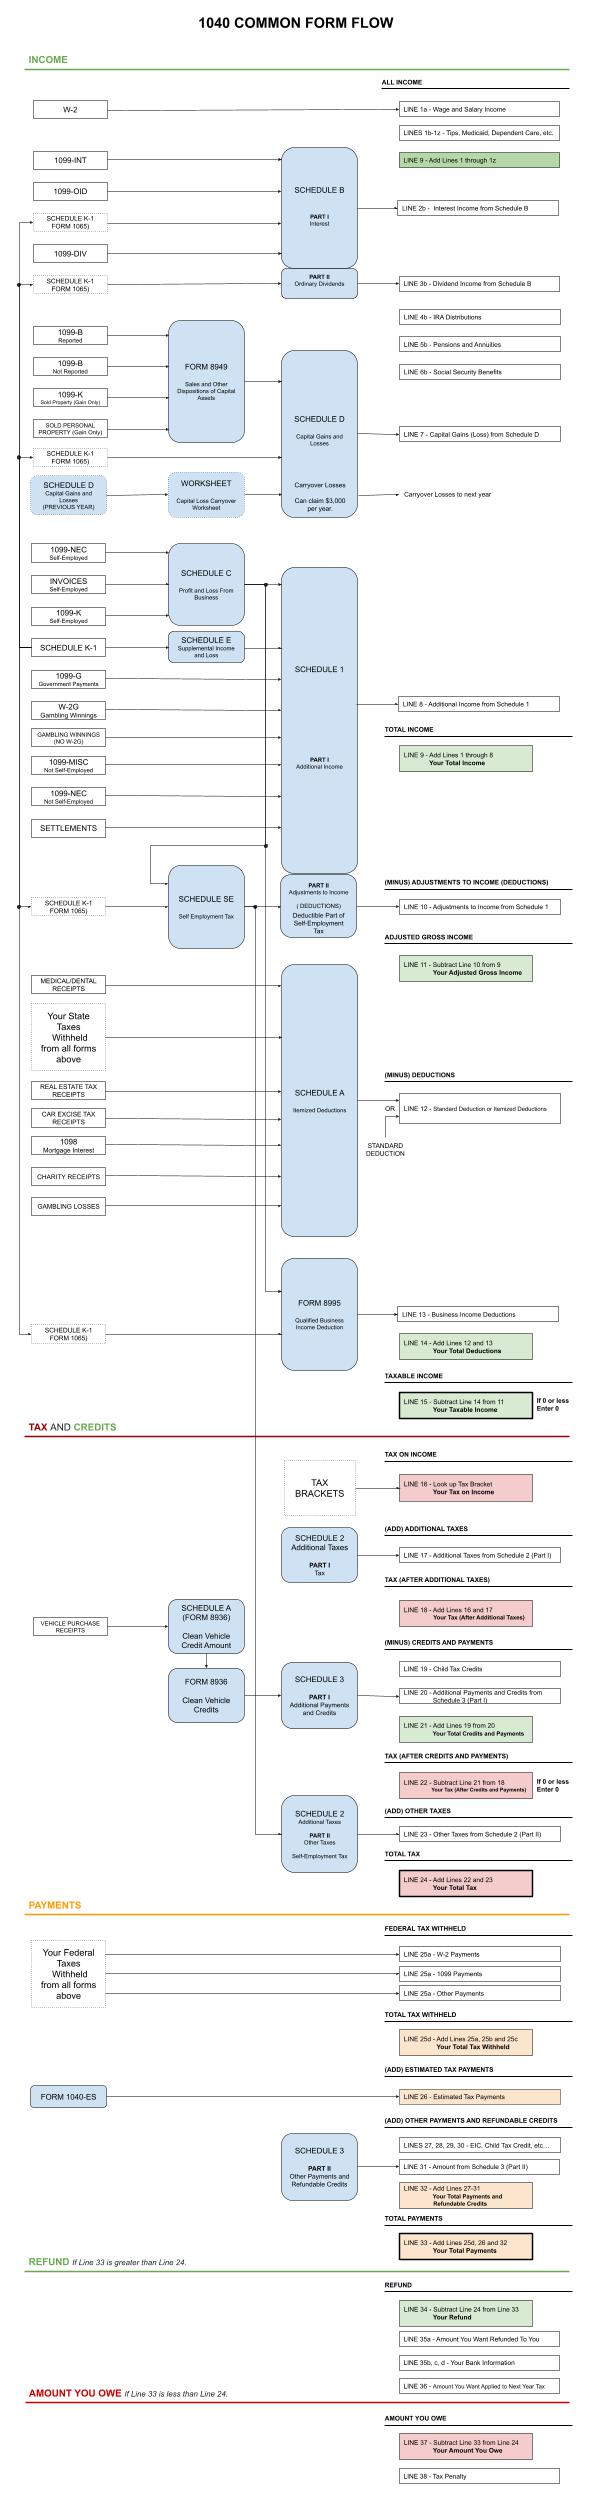 1040 COMMON FORM FLOW
INCOME
ALL INCOME
W-2
LINE 1a - Wage and Salary Income
LINES 1b-1z - Tips, Medicaid, Dependent Care, etc.
1099-INT
LINE 9 - Add Lines 1 through 1z
1099-OID
SCHEDULE B
PART I
Interest
LINE 2b - Interest Income from Schedule B
SCHEDULE K-1
FORM 1065)
1099-DIV
SCHEDULE K-1
FORM 1065)
PART II
Ordinary Dividends
LINE 3b - Dividend Income from Schedule B
LINE 4b - IRA Distributions
1099-B
Reported
LINE 5b - Pensions and Annuities
1099-B
Not Reported
FORM 8949
Sales and Other
Dispositions of Capital
Assets
LINE 6b - Social Security Benefits
1099-K
Sold Property (Gain Only)
SOLD PERSONAL
PROPERTY (Gain Only)
SCHEDULE D
Capital Gains and
Losses
LINE 7 - Capital Gains (Loss) from Schedule D
SCHEDULE K-1
FORM 1065)
SCHEDULE D
Capital Gains and
Losses
(PREVIOUS YEAR)
WORKSHEET
Capital Loss Carryover
Worksheet
Carryover Losses
Can claim $3,000
per year.
Carryover Losses to next year
1099-NEC
Self-Employed
INVOICES
Self-Employed
SCHEDULE C
Profit and Loss From
Business
1099-K
Self-Employed
SCHEDULE K-1
SCHEDULE E
Supplemental Income
and Loss
SCHEDULE 1
1099-G
Government Payments
W-2G
Gambling Winnings
LINE 8 - Additional Income from Schedule 1
TOTAL INCOME
GAMBLING WINNINGS
(NO W-2G)
LINE 9 - Add Lines 1 through 8
Your Total Income
PART I
Additional Income
1099-MISC
Not Self-Employed
1099-NEC
Not Self-Employed
SETTLEMENTS
SCHEDULE K-1
FORM 1065)
SCHEDULE SE
Self Employment Tax
PART II
Adjustments to Income
( DEDUCTIONS)
Deductible Part of
Self-Employment
Tax
(MINUS) ADJUSTMENTS TO INCOME (DEDUCTIONS)
LINE 10 - Adjustments to Income from Schedule 1
ADJUSTED GROSS INCOME
LINE 11 - Subtract Line 10 from 9
Your Adjusted Gross Income
MEDICAL/DENTAL
RECEIPTS
Your State
Taxes
Withheld
from all forms
above
(MINUS) DEDUCTIONS
REAL ESTATE TAX
RECEIPTS
SCHEDULE A
Itemized Deductions
OR
LINE 12 - Standard Deduction or Itemized Deductions
CAR EXCISE TAX
RECEIPTS
1098
Mortgage Interest
STANDARD
DEDUCTION
CHARITY RECEIPTS
GAMBLING LOSSES
FORM 8995
Qualified Business
Income Deduction
LINE 13 - Business Income Deductions
SCHEDULE K-1
FORM 1065)
LINE 14 - Add Lines 12 and 13
Your Total Deductions
TAXABLE INCOME
LINE 15 - Subtract Line 14 from 11
Your Taxable Income
If 0 or less
Enter 0
TAX AND CREDITS
TAX ON INCOME
TAX
BRACKETS
LINE 16 - Look up Tax Bracket
Your Tax on Income
(ADD) ADDITIONAL TAXES
SCHEDULE 2
Additional Taxes
PART I
Tax
LINE 17 - Additional Taxes from Schedule 2 (Part I)
TAX (AFTER ADDITIONAL TAXES)
LINE 18 - Add Lines 16 and 17
Your Tax (After Additional Taxes)
VEHICLE PURCHASE
RECEIPTS
SCHEDULE A
(FORM 8936)
Clean Vehicle
Credit Amount
(MINUS) CREDITS AND PAYMENTS
LINE 19 - Child Tax Credits
FORM 8936
Clean Vehicle
Credits
SCHEDULE 3
PART I
Additional Payments
and Credits
LINE 20 - Additional Payments and Credits from
Schedule 3 (Part I)
LINE 21 - Add Lines 19 from 20
Your Total Credits and Payments
TAX (AFTER CREDITS AND PAYMENTS)
LINE 22 - Subtract Line 21 from 18
Your Tax (After Credits and Payments)
If 0 or less
Enter 0
(ADD) OTHER TAXES
SCHEDULE 2
Additional Taxes
PART II
Other Taxes
Self-Employment Tax
LINE 23 - Other Taxes from Schedule 2 (Part II)
TOTAL TAX
LINE 24 - Add Lines 22 and 23
Your Total Tax
PAYMENTS
FEDERAL TAX WITHHELD
Your Federal
Taxes
Withheld
from all forms
above
LINE 25a - W-2 Payments
LINE 25a - 1099 Payments
LINE 25a - Other Payments
TOTAL TAX WITHHELD
LINE 25d - Add Lines 25a, 25b and 25c
Your Total Tax Withheld
(ADD) ESTIMATED TAX PAYMENTS
FORM 1040-ES
LINE 26 - Estimated Tax Payments
(ADD) OTHER PAYMENTS AND REFUNDABLE CREDITS
SCHEDULE 3
PART II
Other Payments and
Refundable Credits
LINES 27, 28, 29, 30 - EIC, Child Tax Credit, etc...
LINE 31 - Amount from Schedule 3 (Part II)
LINE 32 - Add Lines 27-31
Your Total Payments and
Refundable Credits
TOTAL PAYMENTS
LINE 33 - Add Lines 25d, 26 and 32
Your Total Payments
REFUND If Line 33 is greater than Line 24.
REFUND
LINE 34 - Subtract Line 24 from Line 33
Your Refund
LINE 35a - Amount You Want Refunded To You
LINE 35b, c, d - Your Bank Information
LINE 36 - Amount You Want Applied to Next Year Tax
AMOUNT YOU OWE If Line 33 is less than Line 24.
AMOUNT YOU OWE
LINE 37 - Subtract Line 33 from Line 24
Your Amount You Owe
LINE 38 - Tax Penalty